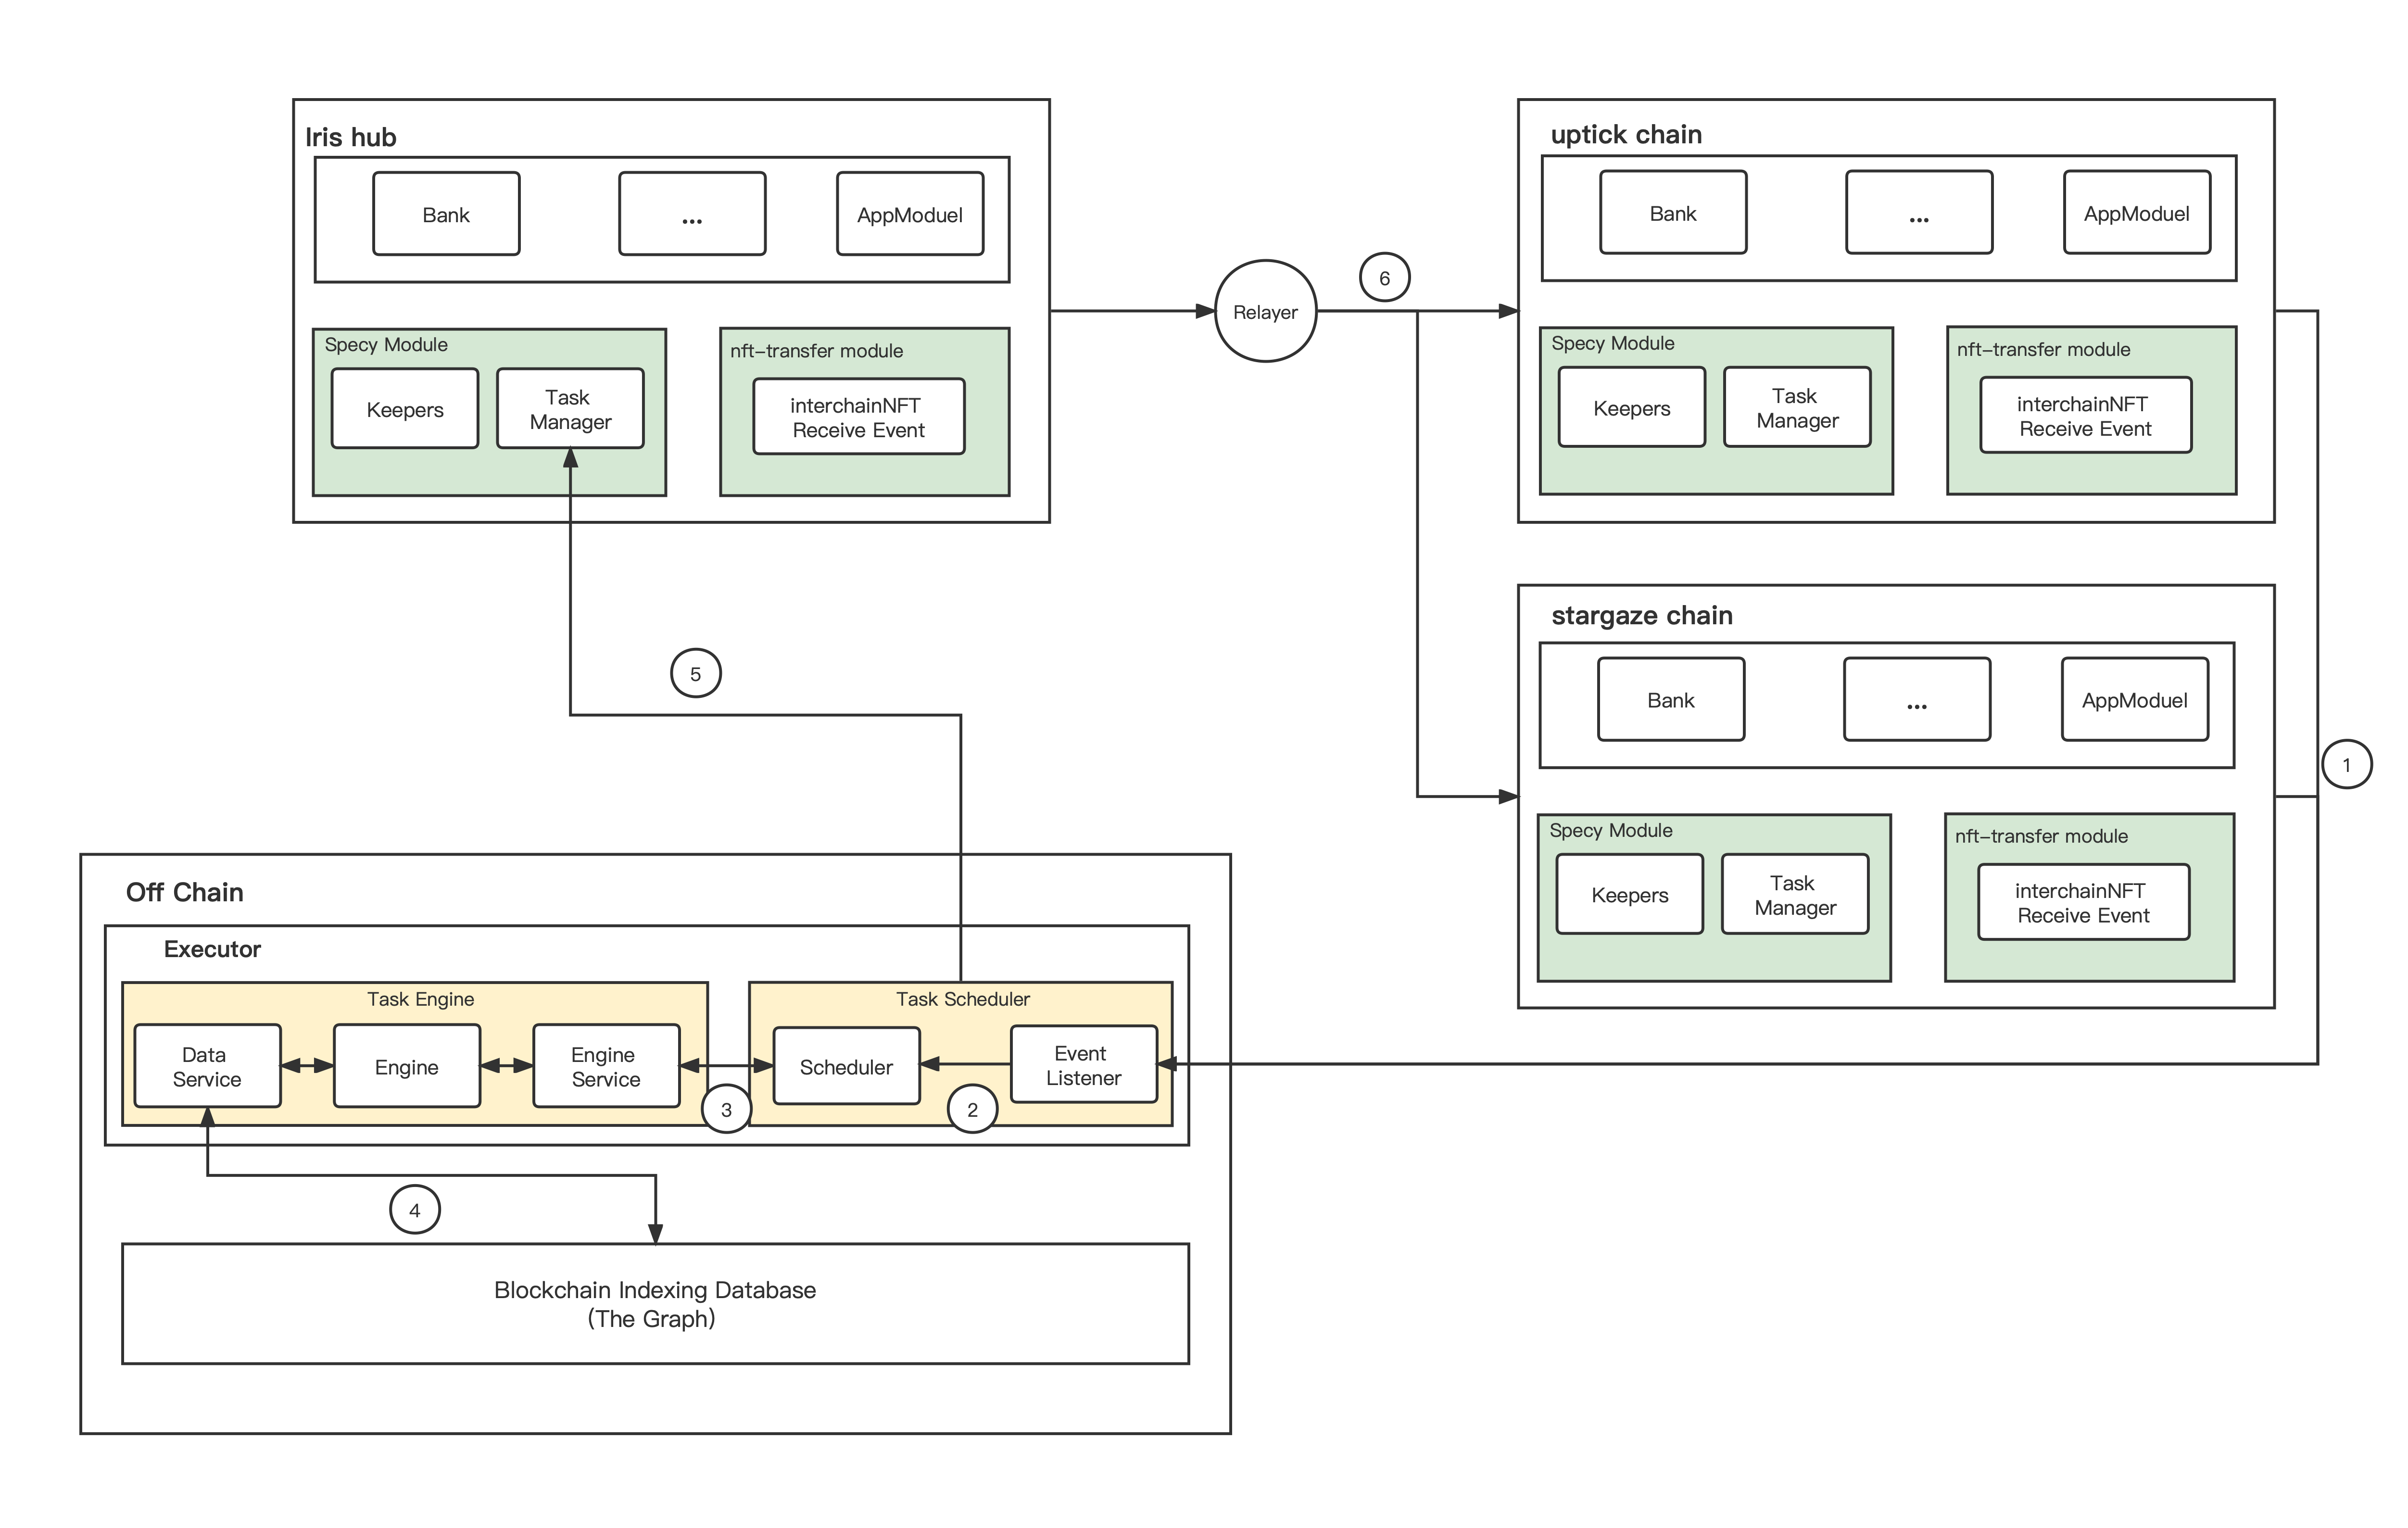 Iris hub
Bank
...
AppModuel
Specy Module
Keepers
Task
Manager
nft-transfer module
interchainNFT
Receive Event
Relayer
6
uptick chain
Bank
...
AppModuel
Specy Module
Keepers
Task
Manager
nft-transfer module
interchainNFT
Receive Event
stargaze chain
Bank
...
AppModuel
Specy Module
Keepers
Task
Manager
nft-transfer module
interchainNFT
Receive Event
1
5
Off Chain
Executor
Task Engine
Data
Service
Engine
Engine
Service
3
Task Scheduler
Scheduler
2
Event
Listener
4
Blockchain Indexing Database
(The Graph)